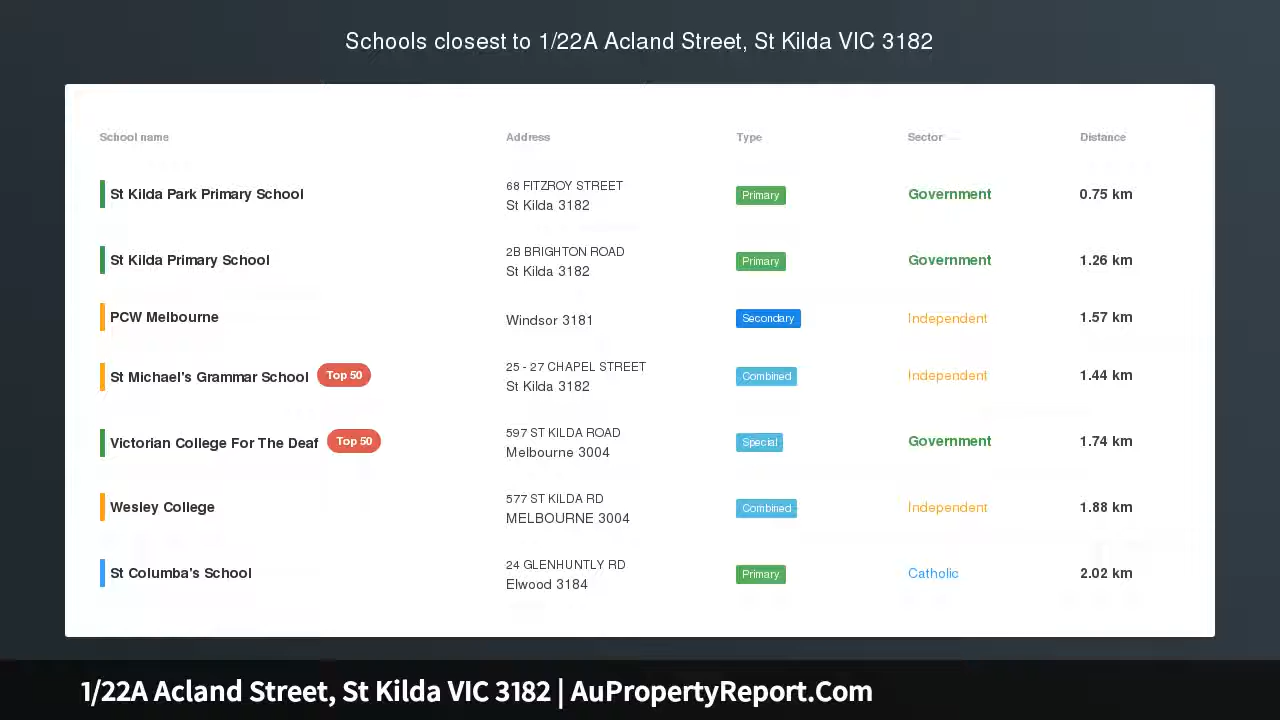 Schools closest to 1/22A Acland Street, St Kilda VIC 3182
School name Address Type Sector Distance
St Kilda Park Primary School 68 FITZROY STREET Primary Government 0.75 km
St Kilda 3182
St Kilda Primary School 2B BRIGHTON ROAD Primary Government 1.26 km
St Kilda 3182
PCW Melbourne Windsor 3181 Secondary Independent 1.57 km
St Michael's Grammar School Top 50 25 - 27 CHAPEL STREET Combined Independent 1.44 km
St Kilda 3182
Victorian College For The Deaf Top 50 597 ST KILDA ROAD Special Government 1.74 km
Melbourne 3004
Wesley College 577 ST KILDA RD Combined Independent 1.88 km
MELBOURNE 3004
St Columba's School 24 GLENHUNTLY RD Primary Catholic 2.02 km
Elwood 3184
1/22A Acland Street, St Kilda VIC 3182 | AuPropertyReport.Com